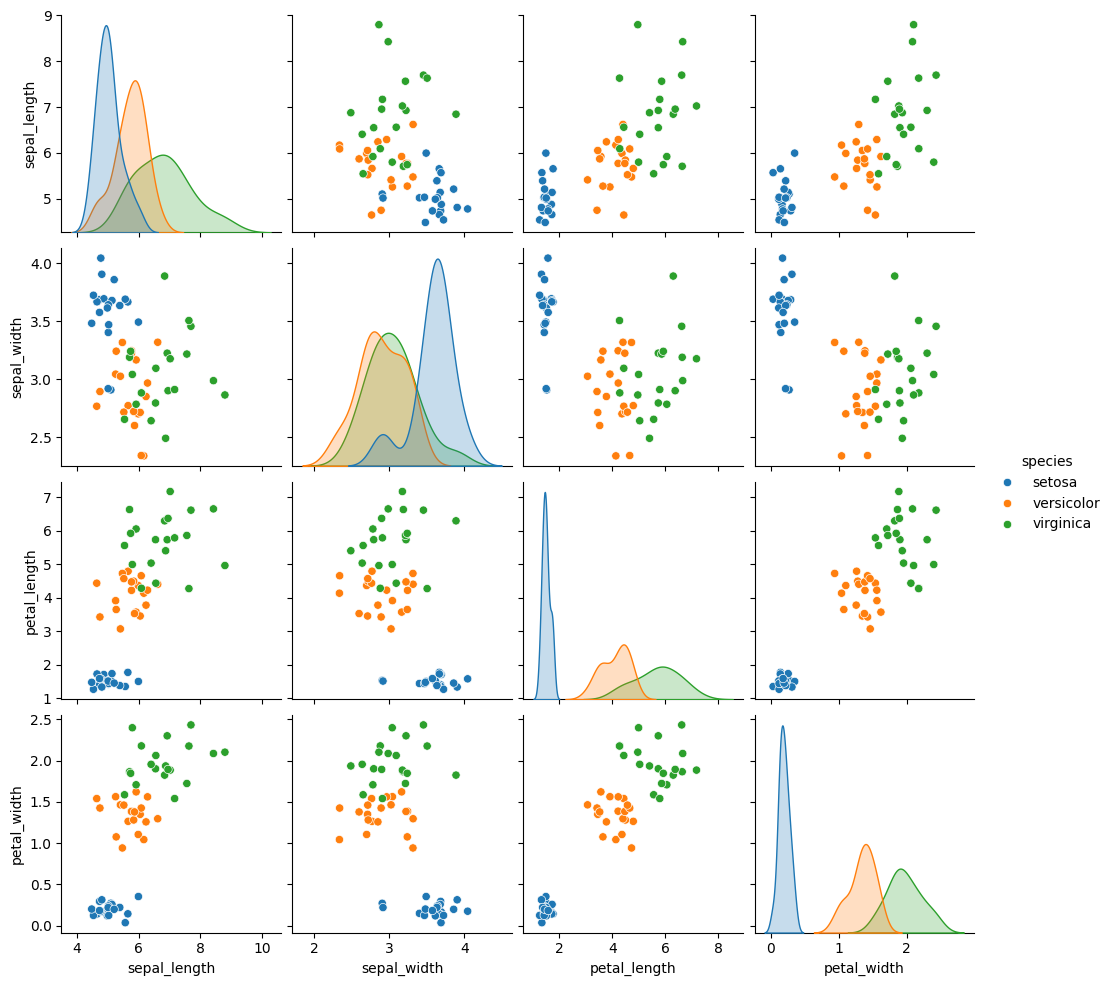 9
8
7
6
5
sepal_length
4.0
3.5
3.0
2.5
sepal_width
7
6
5
4
3
2
1
petal_length
2.5
2.0
1.5
1.0
0.5
0.0
petal_width
4 6 8 10
sepal_length
2 3 4
sepal_width
2 4 6 8
petal_length
0 1 2
petal_width
species
setosa
versicolor
virginica